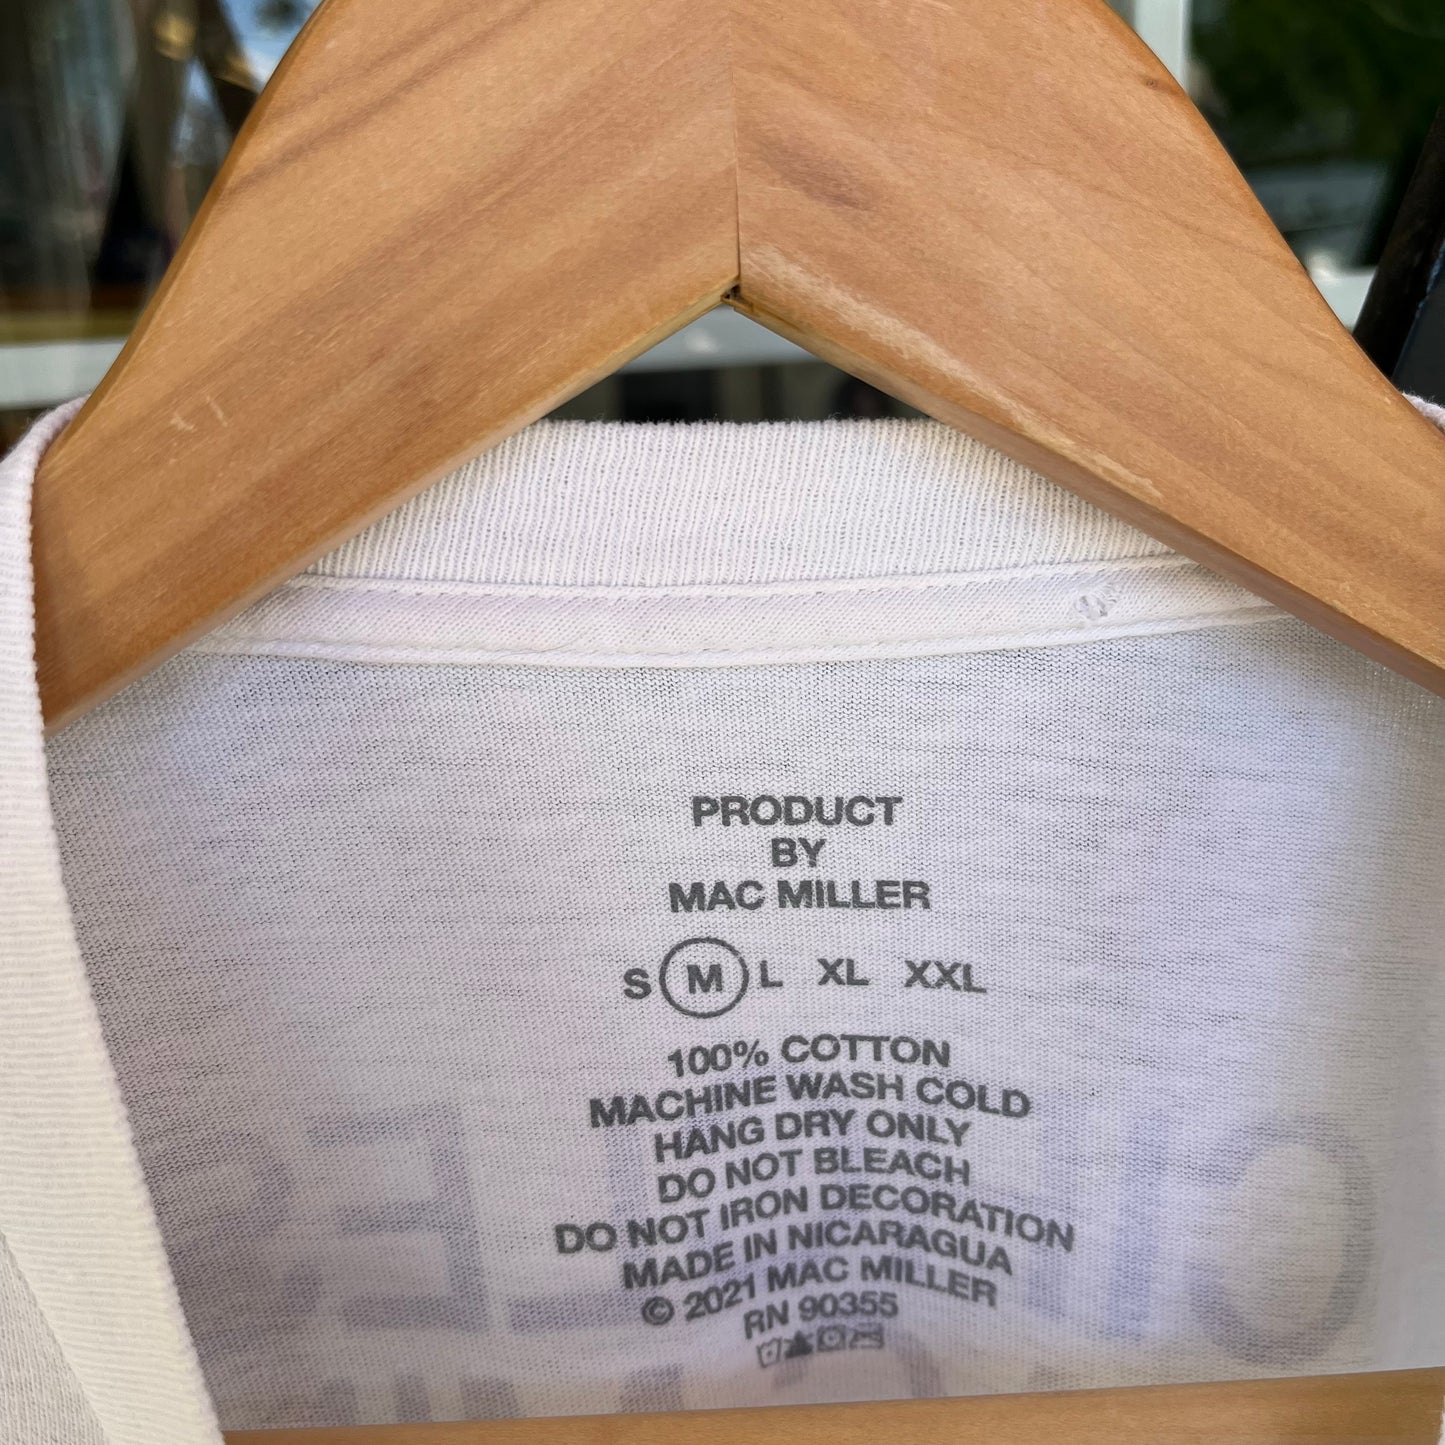 PRODUCT
BY
MAC MILLER
S M L XL XXL
100% COTTON
MACHINE WASH COLD
HANG DRY ONLY
DO NOT BLEACH
DO NOT IRON DECORATION
MADE IN NICARAGUA
© 2021 MAC MILLER
RN 90355